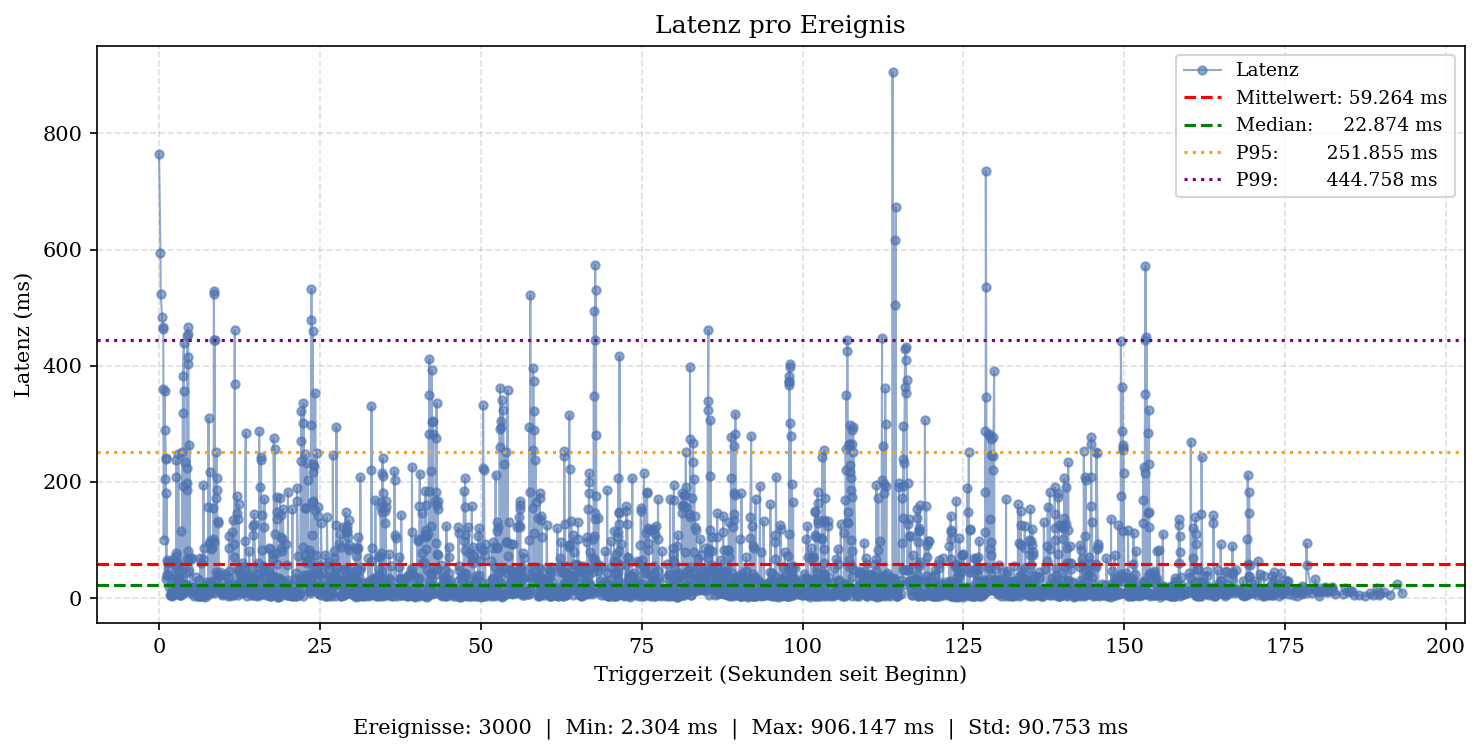 Latenz pro Ereignis
Latenz
Mittelwert: 59.264 ms
Median: 22.874 ms
P95: 251.855 ms
P99: 444.758 ms
Latenz (ms)
800
600
400
200
0
0 25 50 75 100 125 150 175 200
Triggerzeit (Sekunden seit Beginn)
Ereignisse: 3000 | Min: 2.304 ms | Max: 906.147 ms | Std: 90.753 ms